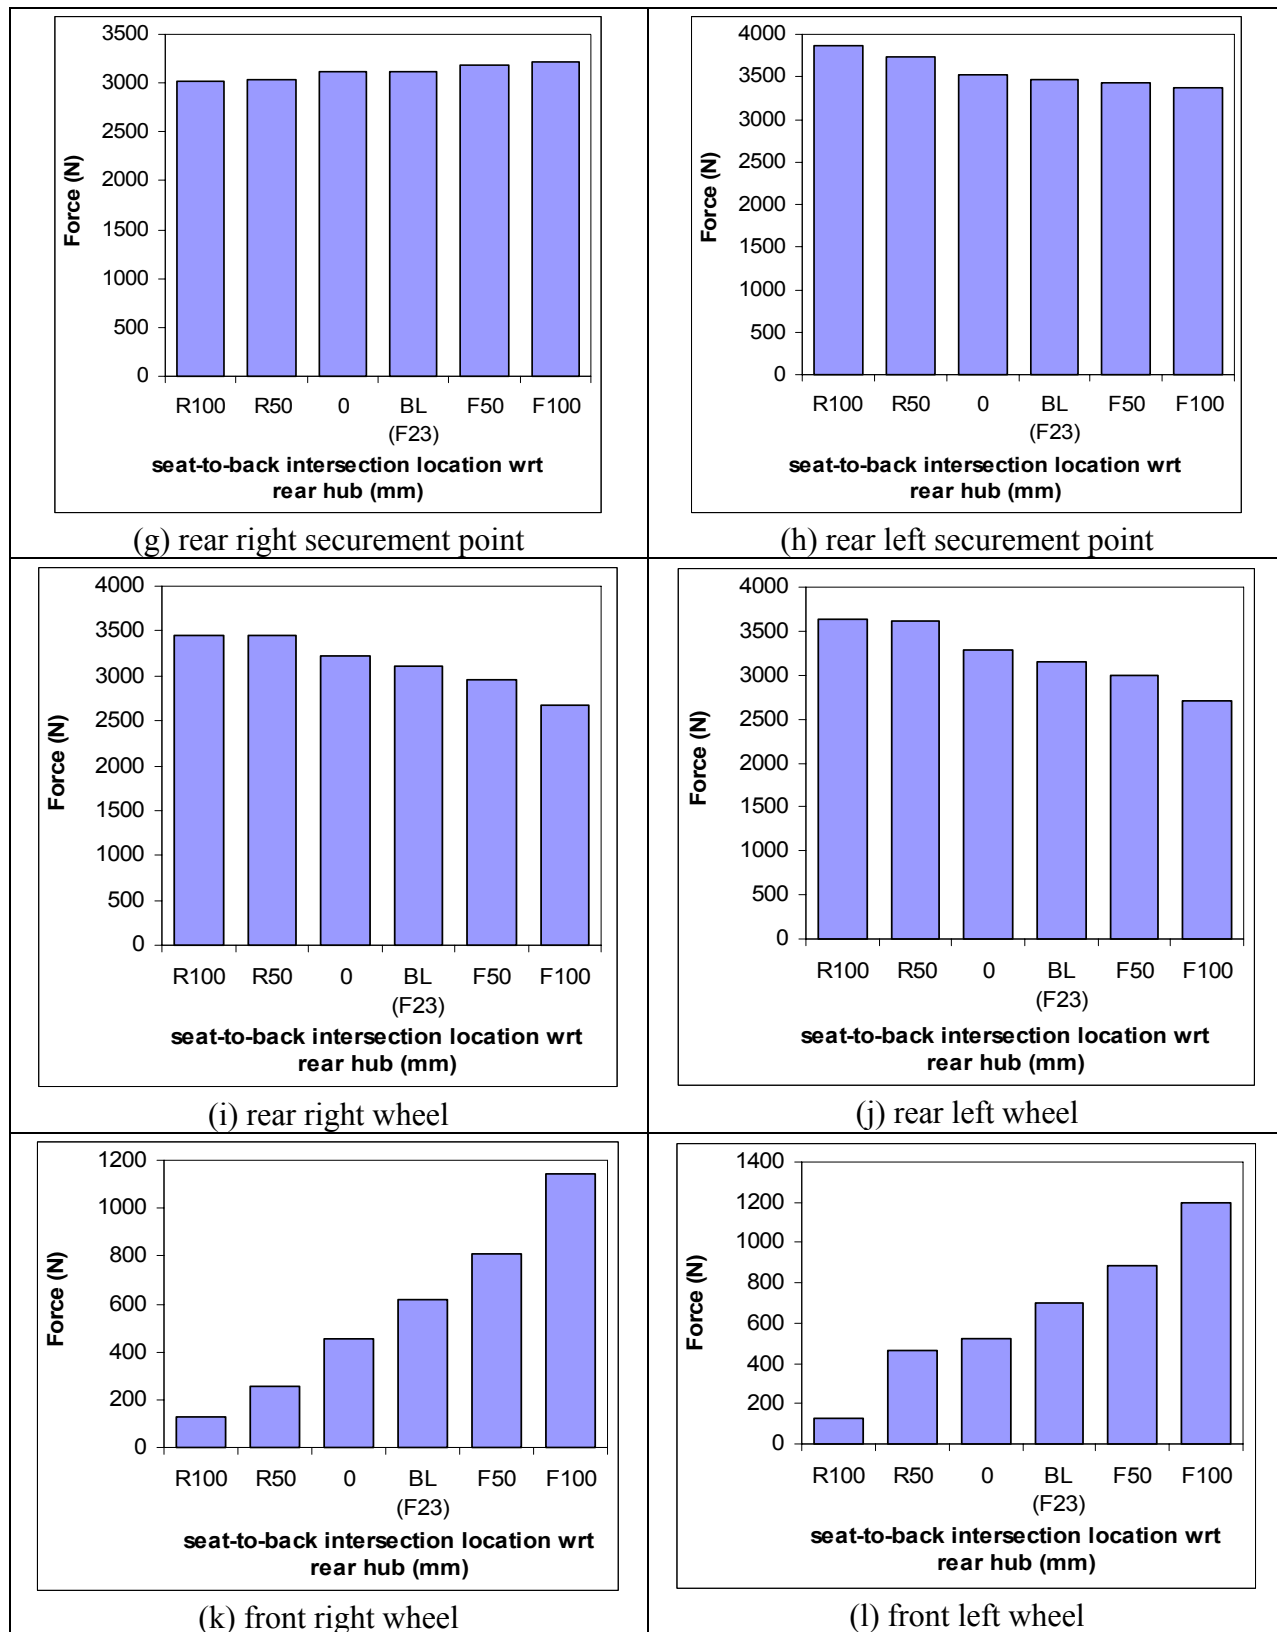 3500
3000
2500
2000
1500
1000
500
0
Force (N)
R100 R50 0 BL F50 F100
(F23)
seat-to-back intersection location wrt
rear hub (mm)
(g) rear right securement point
4000
3500
3000
2500
2000
1500
1000
500
0
Force (N)
R100 R50 0 BL F50 F100
(F23)
seat-to-back intersection location wrt
rear hub (mm)
(h) rear left securement point
4000
3500
3000
2500
2000
1500
1000
500
0
Force (N)
R100 R50 0 BL F50 F100
(F23)
seat-to-back intersection location wrt
rear hub (mm)
(i) rear right wheel
4000
3500
3000
2500
2000
1500
1000
500
0
Force (N)
R100 R50 0 BL F50 F100
(F23)
seat-to-back intersection location wrt
rear hub (mm)
(j) rear left wheel
1200
1000
800
600
400
200
0
Force (N)
R100 R50 0 BL F50 F100
(F23)
seat-to-back intersection location wrt
rear hub (mm)
(k) front right wheel
1400
1200
1000
800
600
400
200
0
Force (N)
R100 R50 0 BL F50 F100
(F23)
seat-to-back intersection location wrt
rear hub (mm)
(l) front left wheel